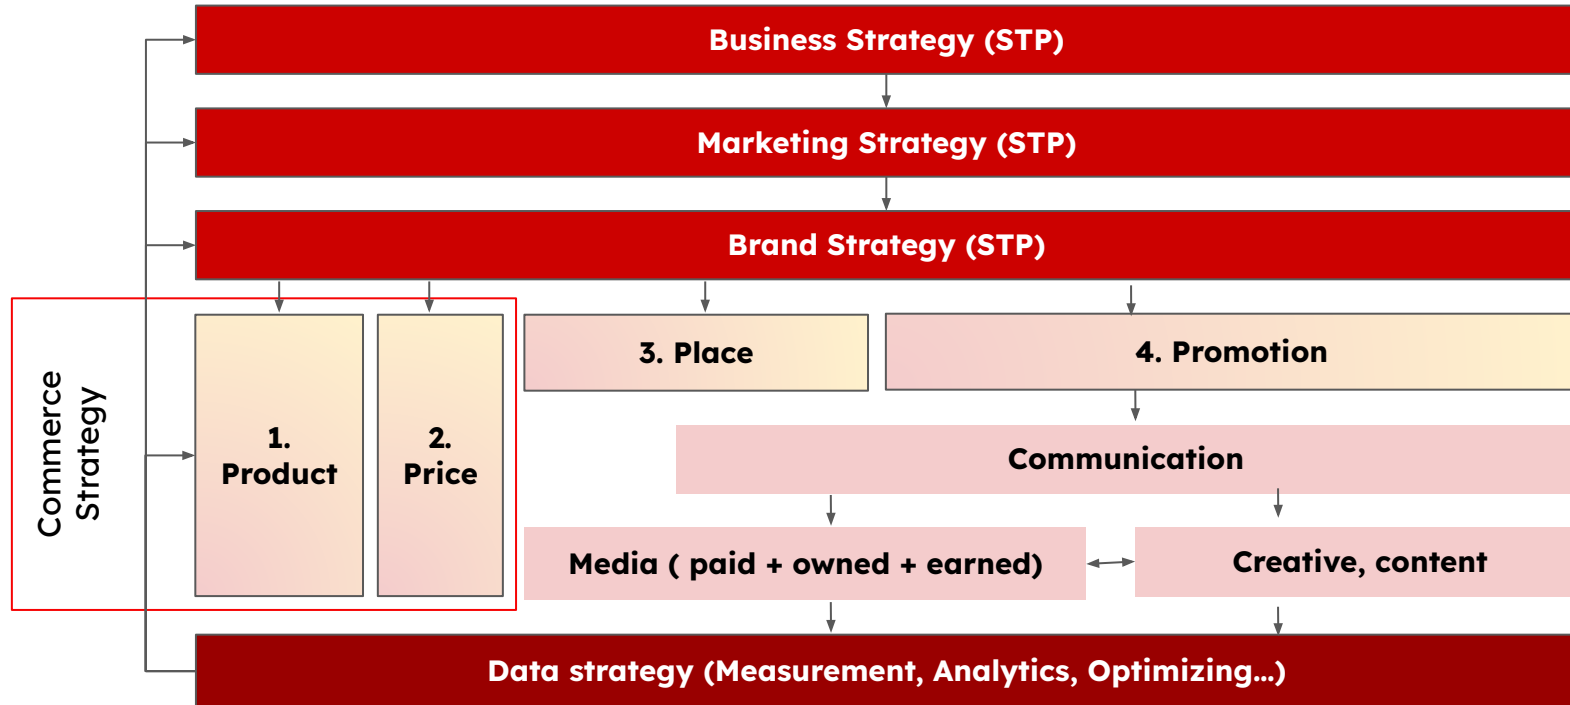 Business Strategy (STP)
Marketing Strategy (STP)
Brand Strategy (STP)
Commerce
Strategy
1.
Product
2.
Price
3. Place
4. Promotion
Communication
Media ( paid + owned + earned)
Creative, content
Data strategy (Measurement, Analytics, Optimizing...)